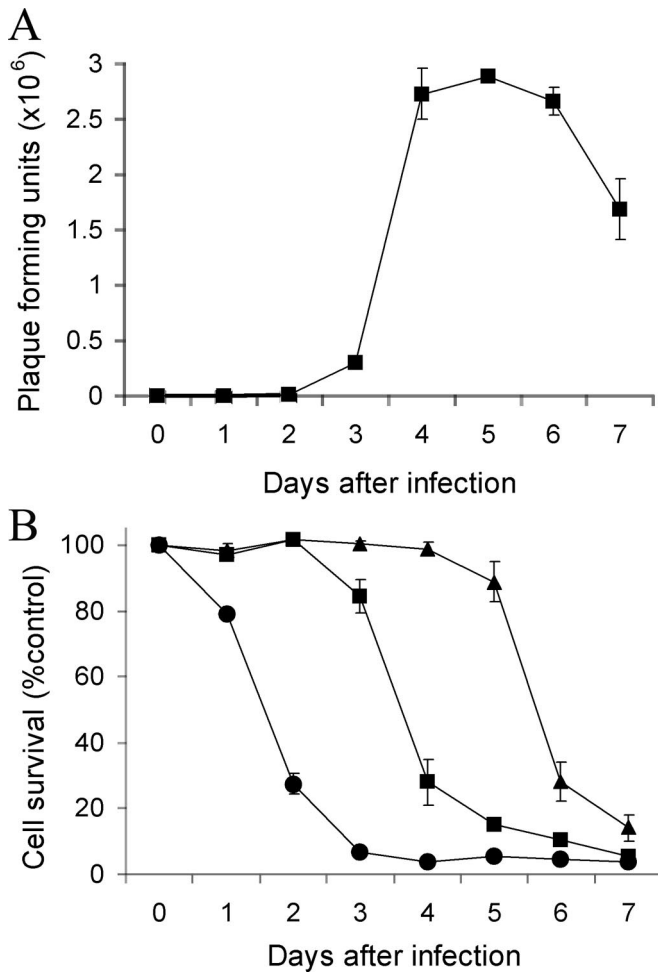 A
Plaque forming units (x10⁶)
3
2.5
2
1.5
1
0.5
0
0 1 2 3 4 5 6 7
Days after infection
B
Cell survival (%control)
100
80
60
40
20
0
0 1 2 3 4 5 6 7
Days after infection